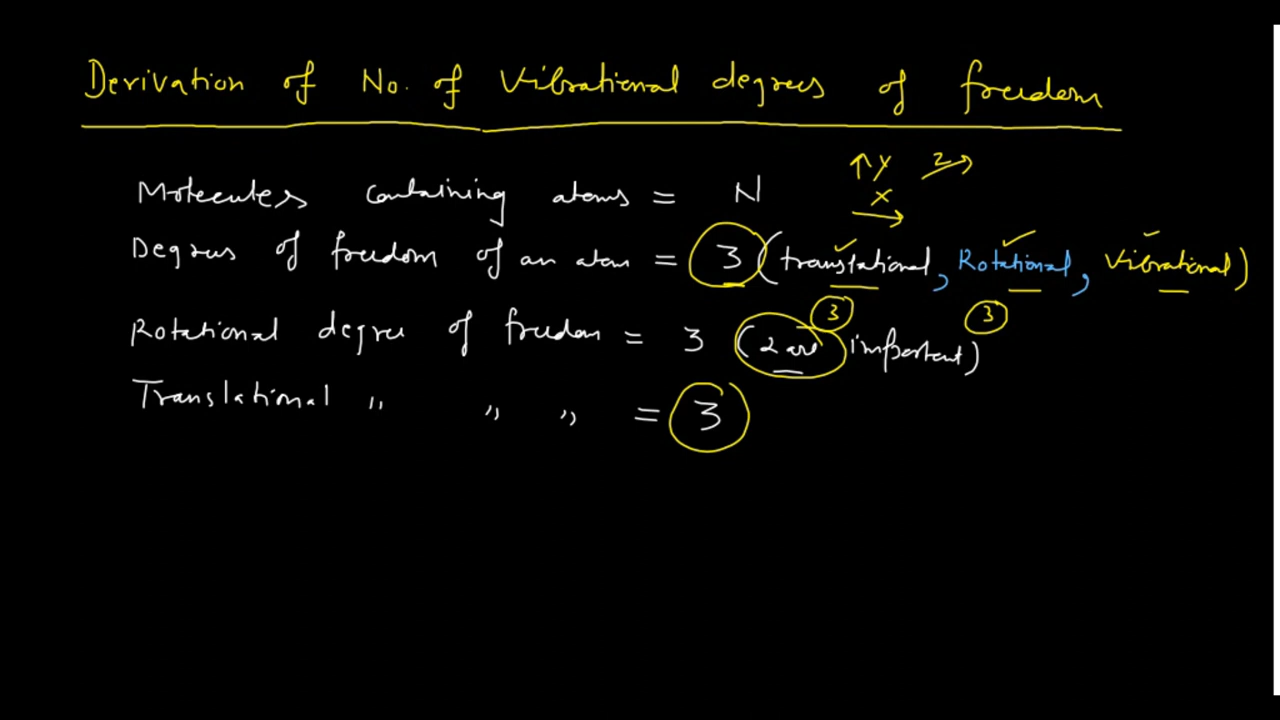 Derivation of No. of Vibrational degrees of freedom
↑Y Z→
X
→
Molecules containing atoms = N
Degrees of freedom of an atom = 3 (translational, Rotational, Vibrational)
3 3
Rotational degree of freedom = 3 (2 are important)
Translational " " " = 3